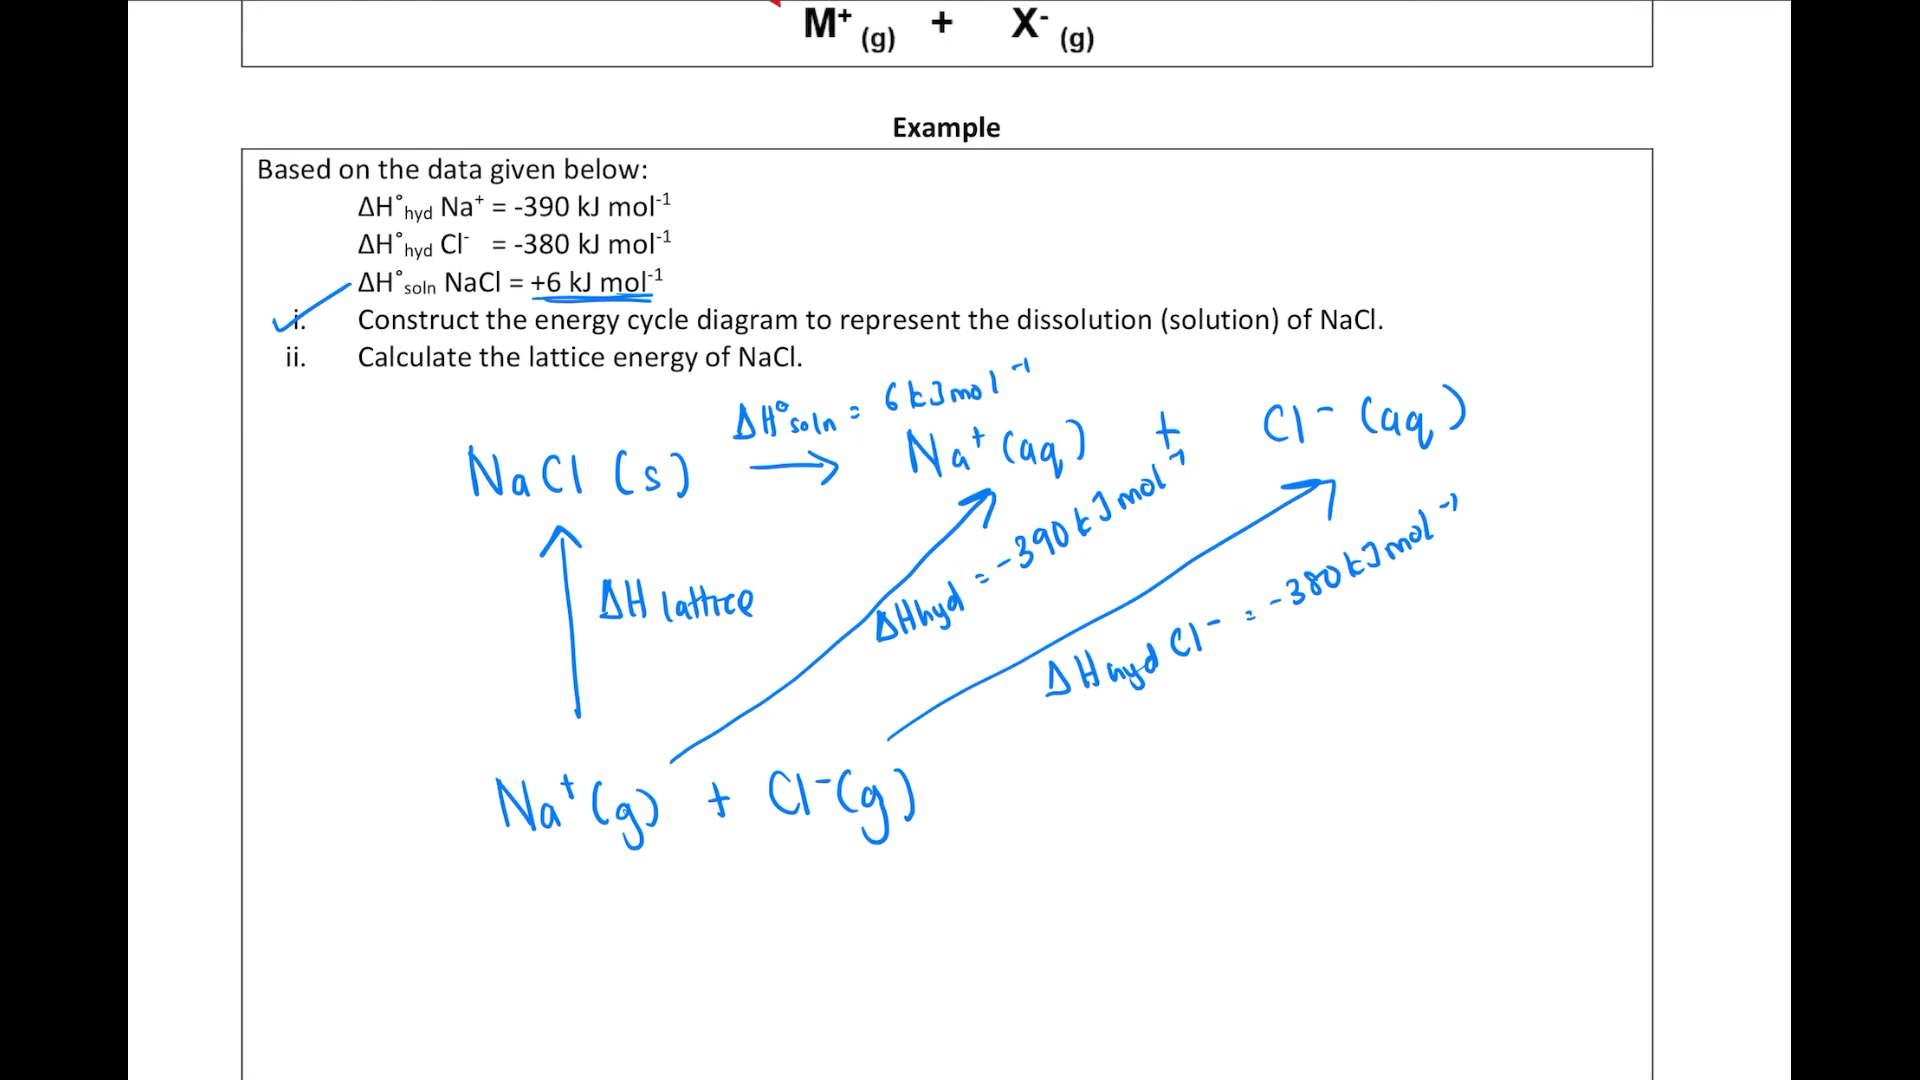 M⁺ (g) + X⁻ (g)
Example
Based on the data given below:
ΔH°hyd Na⁺ = -390 kJ mol⁻¹
ΔH°hyd Cl⁻ = -380 kJ mol⁻¹
ΔH°soln NaCl = +6 kJ mol⁻¹
i. Construct the energy cycle diagram to represent the dissolution (solution) of NaCl.
ii. Calculate the lattice energy of NaCl.
ΔH°soln = 6 kJ mol⁻¹
NaCl (s) → Na⁺ (aq) + Cl⁻ (aq)
ΔH lattice
ΔHhyd = -390 kJ mol⁻¹
ΔHhyd Cl⁻ = -380 kJ mol⁻¹
Na⁺ (g) + Cl⁻ (g)